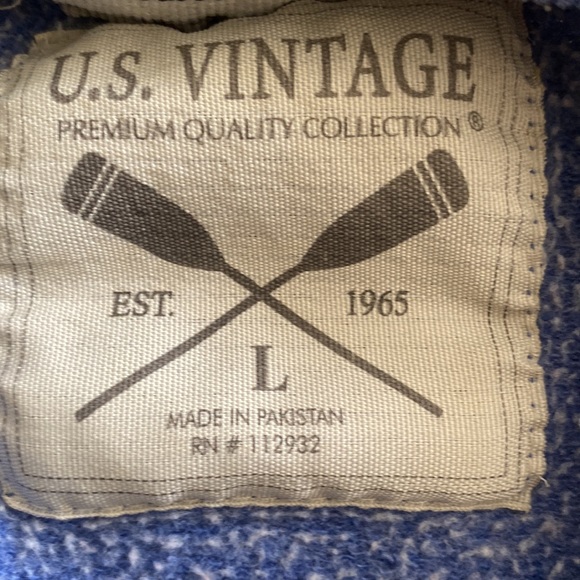 U.S. VINTAGE
PREMIUM QUALITY COLLECTION ®
EST. 1965
L
MADE IN PAKISTAN
RN # 112932